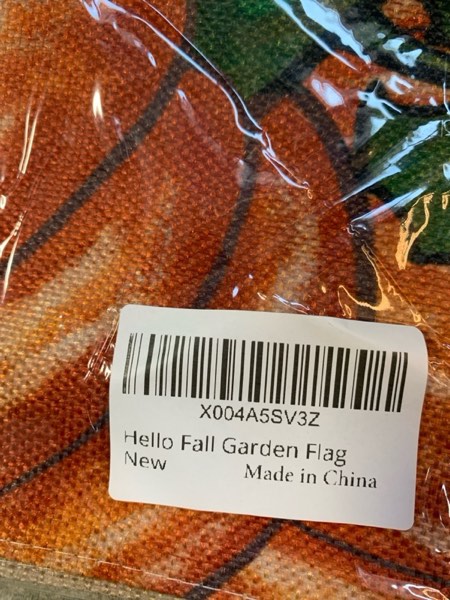 X004A5SV3Z
Hello Fall Garden Flag
New
Made in China